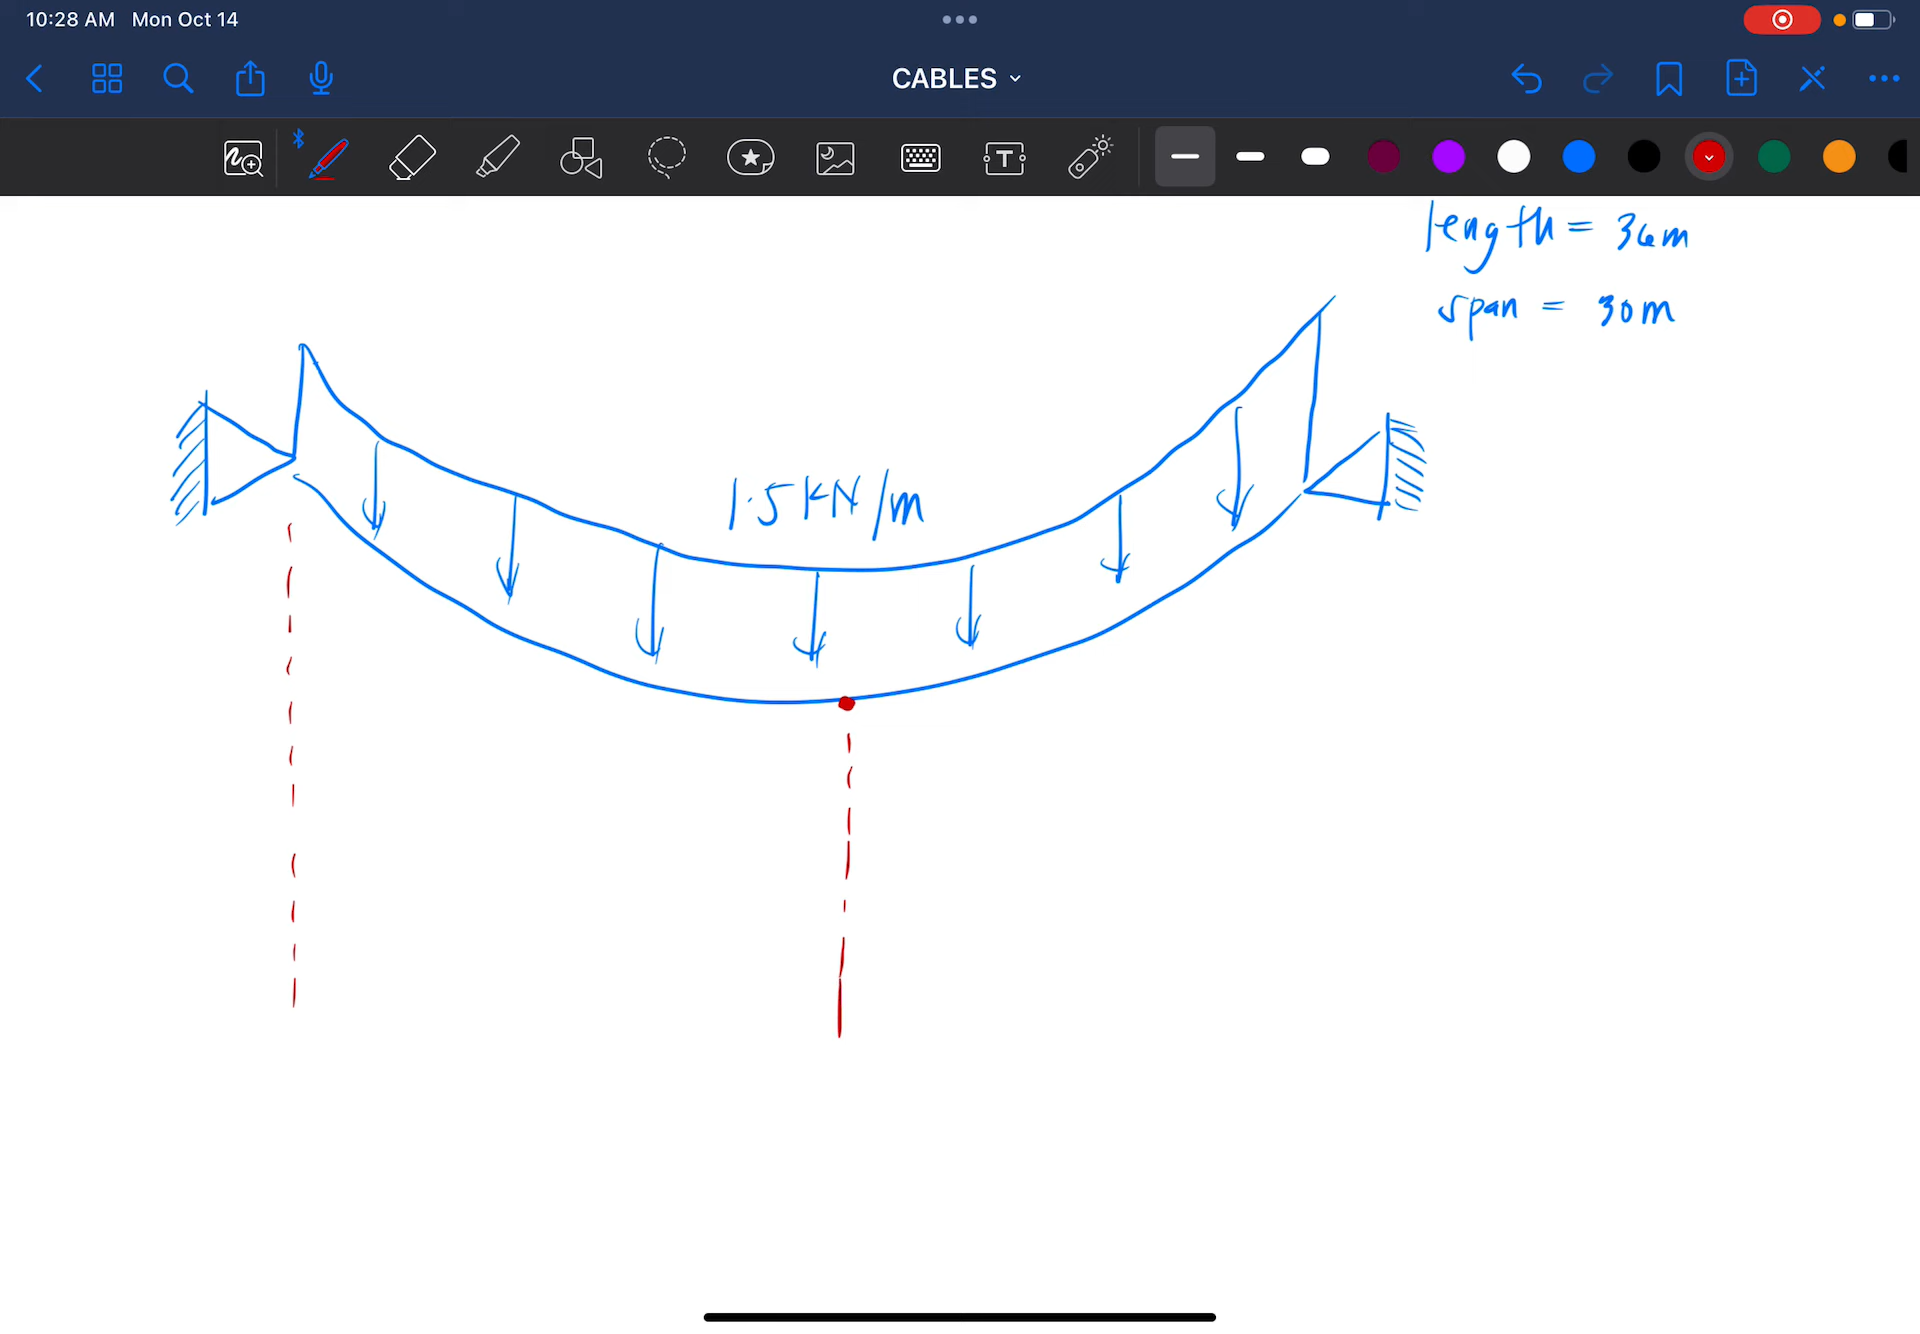 10:28 AM Mon Oct 14
CABLES
T
length = 36m
span = 30m
1.5 KN/m